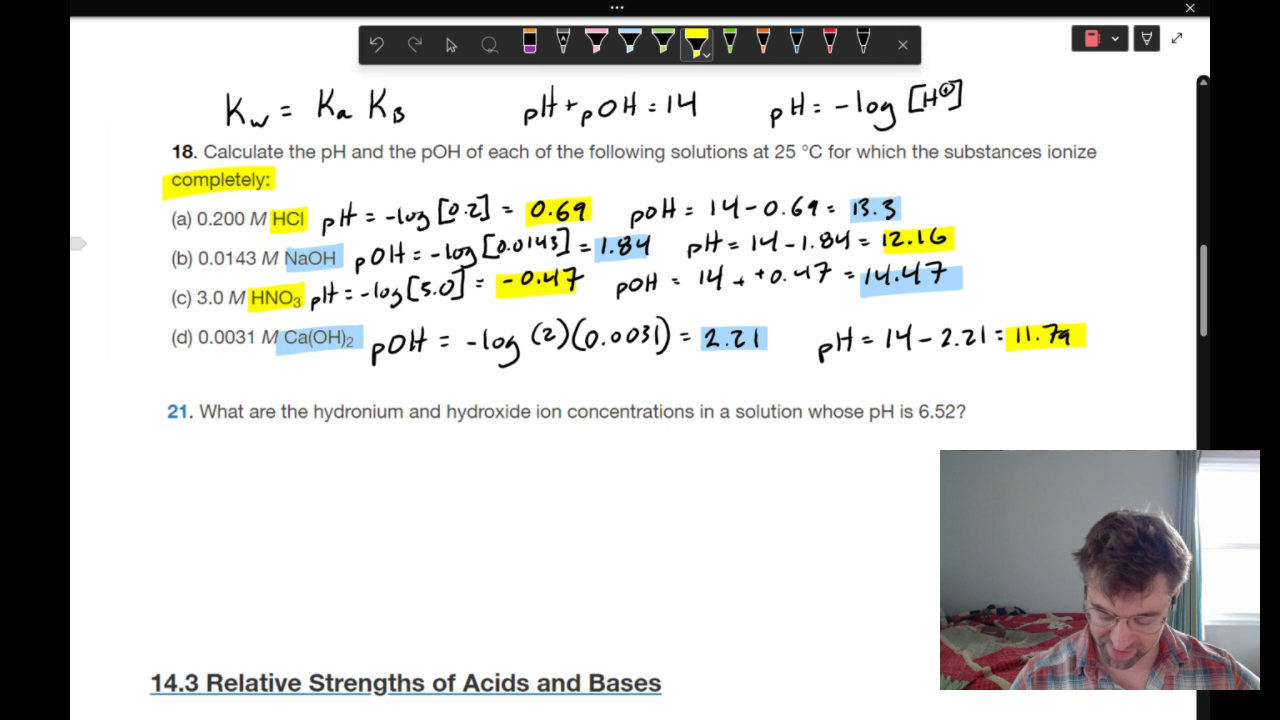 Kw = Ka KB pH + pOH = 14 pH = -log [H⊕]
18. Calculate the pH and the pOH of each of the following solutions at 25 °C for which the substances ionize
completely:
(a) 0.200 M HCl pH = -log [0.2] = 0.69 pOH = 14 - 0.69 = 13.3
(b) 0.0143 M NaOH pOH = -log [0.0143] = 1.84 pH = 14 - 1.84 = 12.16
(c) 3.0 M HNO₃ pH = -log [3.0] = -0.47 pOH = 14 + +0.47 = 14.47
(d) 0.0031 M Ca(OH)₂ pOH = -log (2)(0.0031) = 2.21 pH = 14 - 2.21 = 11.79
21. What are the hydronium and hydroxide ion concentrations in a solution whose pH is 6.52?
14.3 Relative Strengths of Acids and Bases